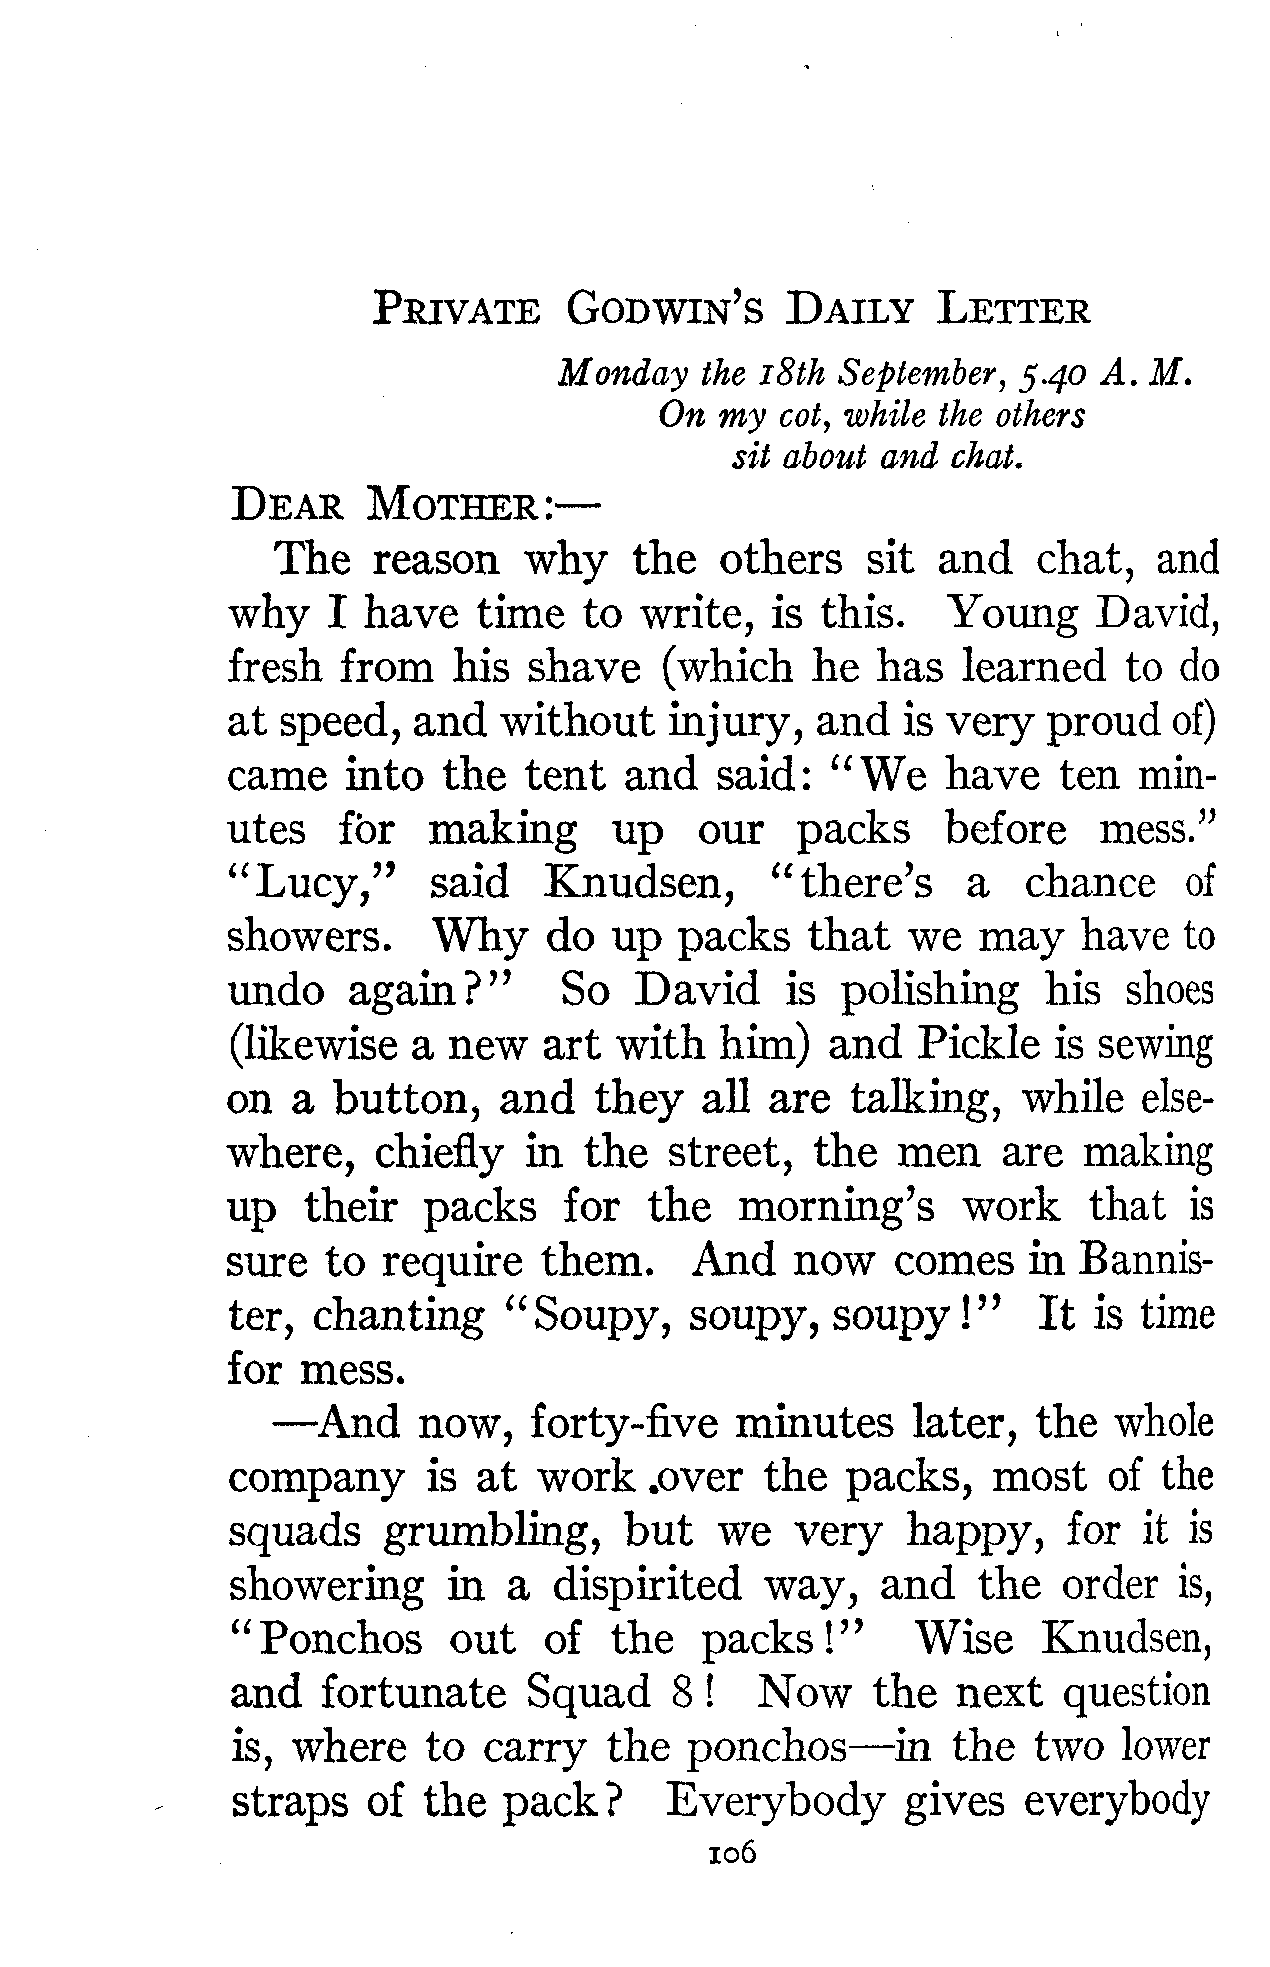 PRIVATE GODWIN'S DAILY LETTER
Monday the 18th September, 5.40 A. M.
On my cot, while the others
sit about and chat.
DEAR MOTHER:—
The reason why the others sit and chat, and
why I have time to write, is this. Young David,
fresh from his shave (which he has learned to do
at speed, and without injury, and is very proud of)
came into the tent and said: "We have ten min-
utes for making up our packs before mess."
"Lucy," said Knudsen, "there's a chance of
showers. Why do up packs that we may have to
undo again?" So David is polishing his shoes
(likewise a new art with him) and Pickle is sewing
on a button, and they all are talking, while else-
where, chiefly in the street, the men are making
up their packs for the morning's work that is
sure to require them. And now comes in Bannis-
ter, chanting "Soupy, soupy, soupy!" It is time
for mess.
—And now, forty-five minutes later, the whole
company is at work over the packs, most of the
squads grumbling, but we very happy, for it is
showering in a dispirited way, and the order is,
"Ponchos out of the packs!" Wise Knudsen,
and fortunate Squad 8! Now the next question
is, where to carry the ponchos—in the two lower
straps of the pack? Everybody gives everybody
106